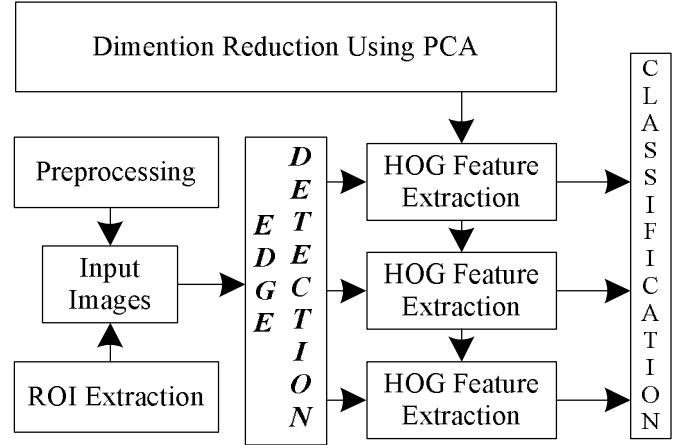 Dimention Reduction Using PCA
Preprocessing
Input
Images
ROI Extraction
EDGE
DETECTION
HOG Feature
Extraction
HOG Feature
Extraction
HOG Feature
Extraction
CLASSIFICATION